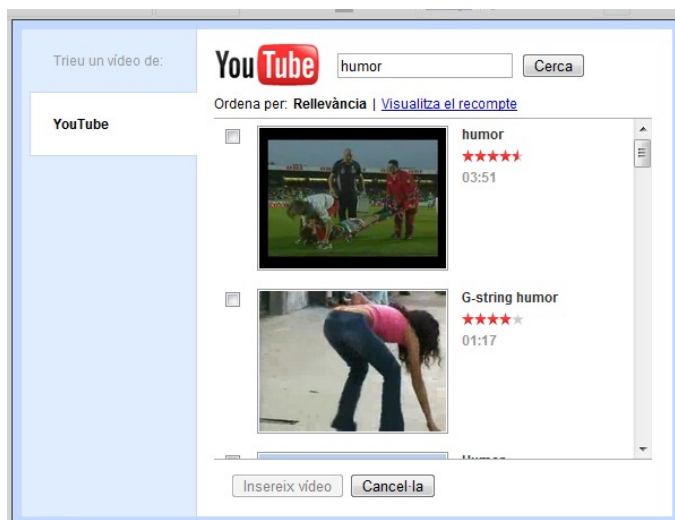 Trieu un vídeo de:
YouTube
YouTube
humor
Cerca
Ordena per: Rellevància | Visualitza el recompte
humor
03:51
G-string humor
01:17
Humor
Insereix vídeo
Cancel·la